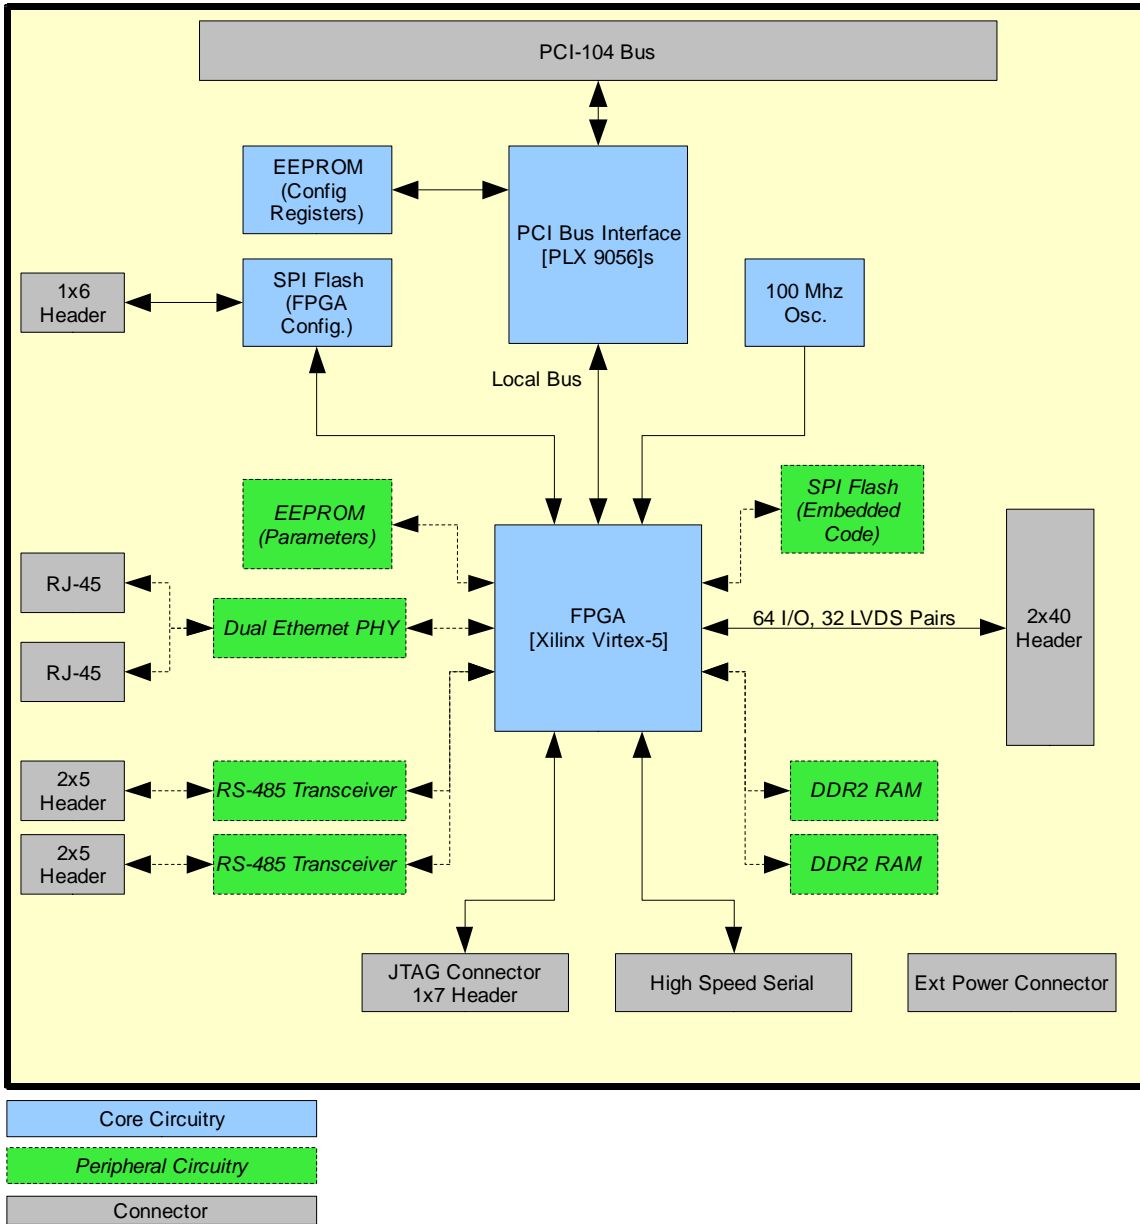 PCI-104 Bus
EEPROM
(Config
Registers)
PCI Bus Interface
[PLX 9056]s
SPI Flash
(FPGA
Config.)
1x6
Header
100 Mhz
Osc.
Local Bus
EEPROM
(Parameters)
SPI Flash
(Embedded
Code)
RJ-45
Dual Ethernet PHY
RJ-45
FPGA
[Xilinx Virtex-5]
64 I/O, 32 LVDS Pairs
2x40
Header
2x5
Header
RS-485 Transceiver
DDR2 RAM
2x5
Header
RS-485 Transceiver
DDR2 RAM
JTAG Connector
1x7 Header
High Speed Serial
Ext Power Connector
Core Circuitry
Peripheral Circuitry
Connector